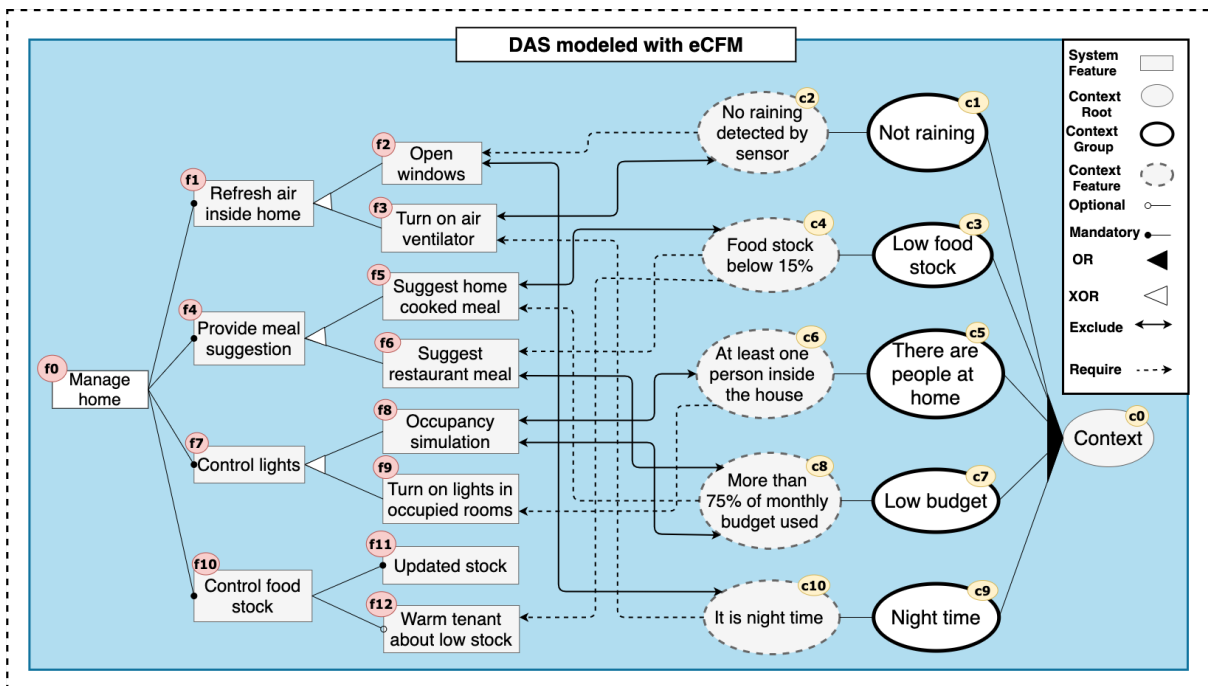 DAS modeled with eCFM
System
Feature
Context
Root
Context
Group
Context
Feature
Optional
Mandatory
OR
XOR
Exclude
Require
f0
Manage
home
f1
Refresh air
inside home
f2
Open
windows
f3
Turn on air
ventilator
f4
Provide meal
suggestion
f5
Suggest home
cooked meal
f6
Suggest
restaurant meal
f7
Control lights
f8
Occupancy
simulation
f9
Turn on lights in
occupied rooms
f10
Control food
stock
f11
Updated stock
f12
Warm tenant
about low stock
c2
No raining
detected by
sensor
c1
Not raining
c4
Food stock
below 15%
c3
Low food
stock
c6
At least one
person inside
the house
c5
There are
people at
home
c8
More than
75% of monthly
budget used
c7
Low budget
c10
It is night time
c9
Night time
c0
Context